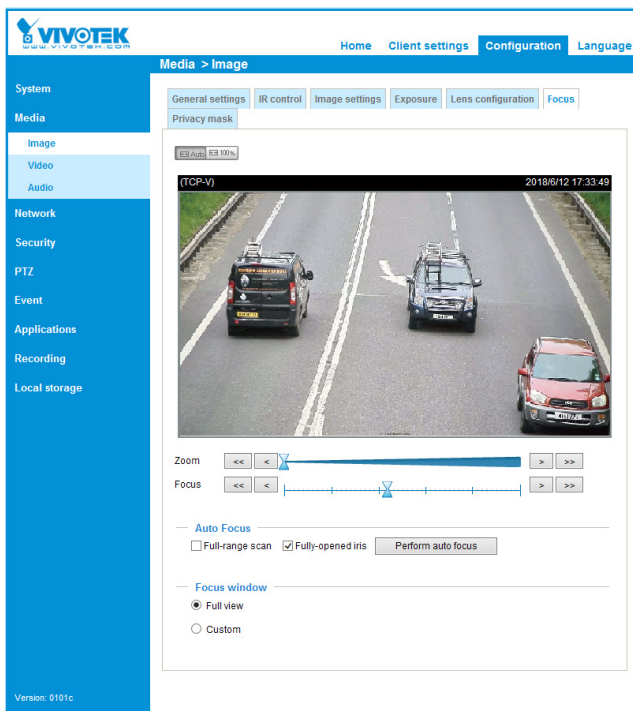 VIVOTEK
www.vivotek.com
Home Client settings Configuration Language
Media > Image
System
Media
Image
Video
Audio
Network
Security
PTZ
Event
Applications
Recording
Local storage
Version: 0101c
General settings IR control Image settings Exposure Lens configuration Focus
Privacy mask
Auto 100%
(TCP-V) 2018/6/12 17:33:49
Zoom << < > >>
Focus << < > >>
Auto Focus
Full-range scan Fully-opened iris Perform auto focus
Focus window
Full view
Custom